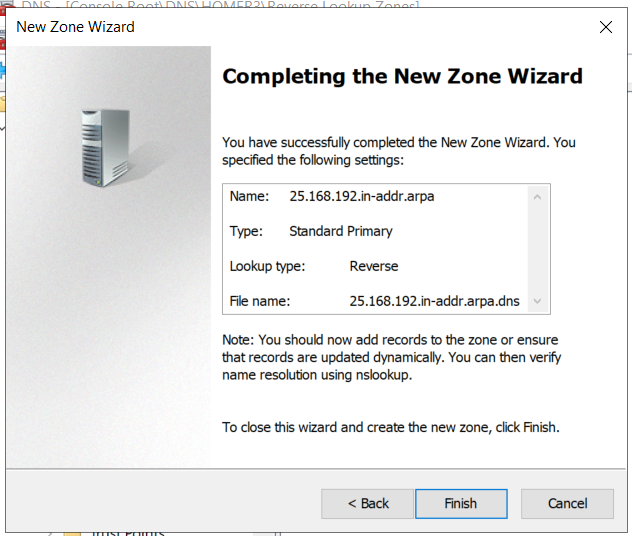 DNS - [Console Root\DNS\HOMER3\Reverse Lookup Zones]
New Zone Wizard
Completing the New Zone Wizard
You have successfully completed the New Zone Wizard. You
specified the following settings:
Name: 25.168.192.in-addr.arpa
Type: Standard Primary
Lookup type: Reverse
File name: 25.168.192.in-addr.arpa.dns
Note: You should now add records to the zone or ensure
that records are updated dynamically. You can then verify
name resolution using nslookup.
To close this wizard and create the new zone, click Finish.
< Back Finish Cancel
Trust Points